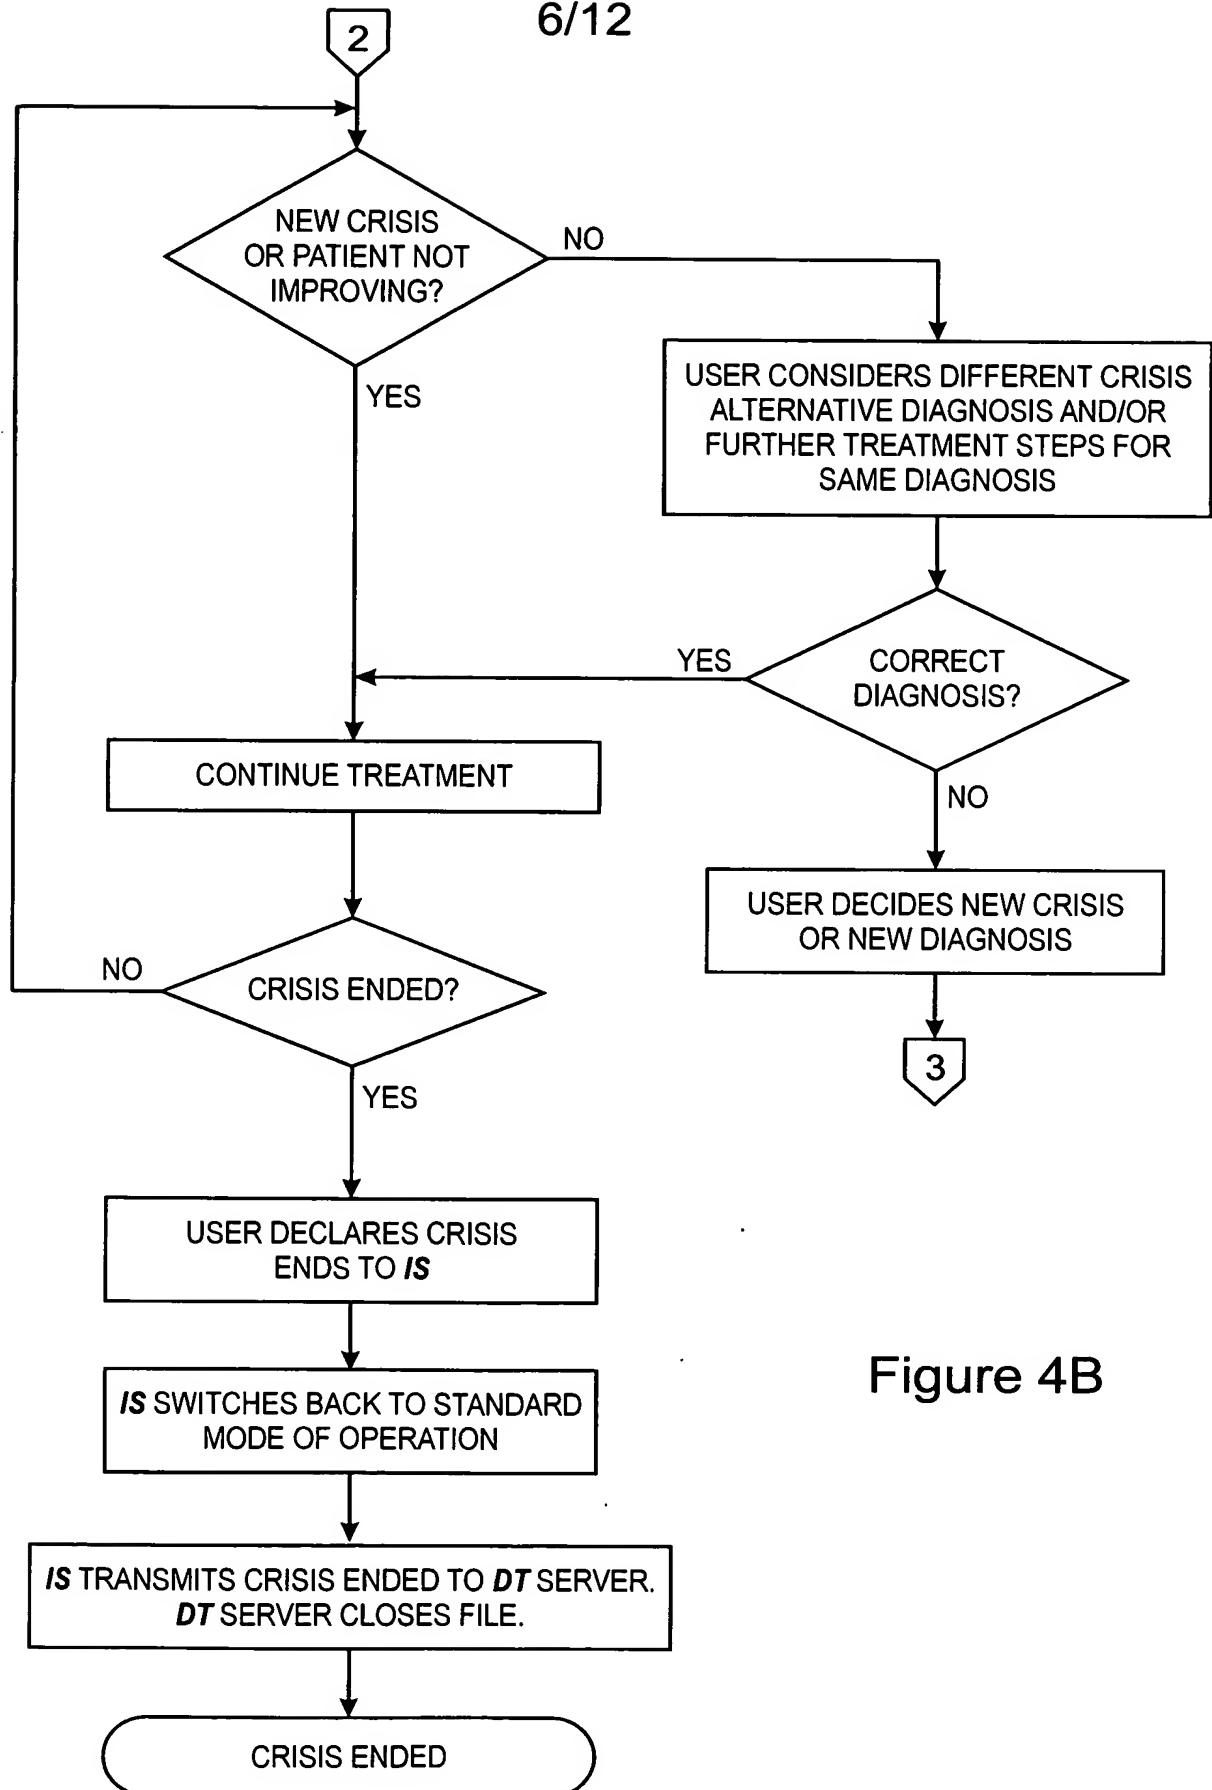 6/12
2
NEW CRISIS
OR PATIENT NOT
IMPROVING?
NO
YES
USER CONSIDERS DIFFERENT CRISIS
ALTERNATIVE DIAGNOSIS AND/OR
FURTHER TREATMENT STEPS FOR
SAME DIAGNOSIS
CORRECT
DIAGNOSIS?
YES
NO
CONTINUE TREATMENT
USER DECIDES NEW CRISIS
OR NEW DIAGNOSIS
3
CRISIS ENDED?
NO
YES
USER DECLARES CRISIS
ENDS TO IS
IS SWITCHES BACK TO STANDARD
MODE OF OPERATION
IS TRANSMITS CRISIS ENDED TO DT SERVER.
DT SERVER CLOSES FILE.
CRISIS ENDED
Figure 4B